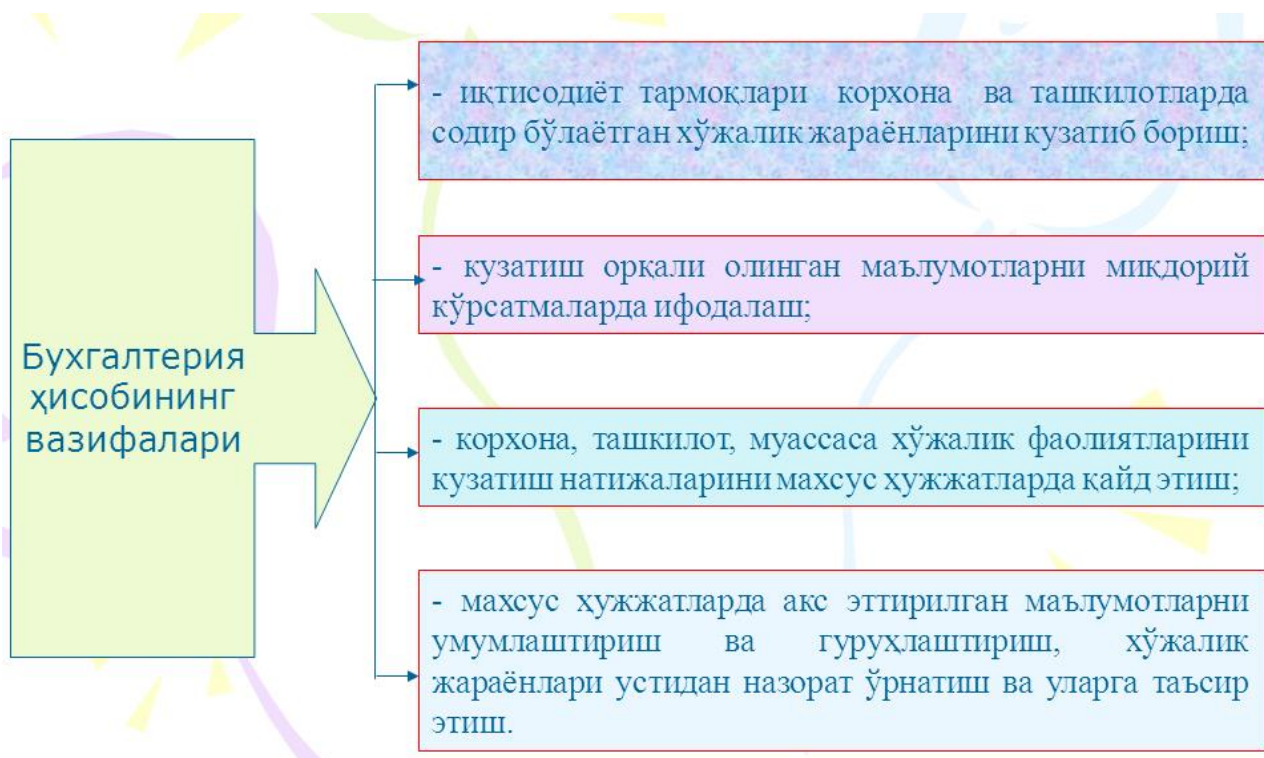 Бухгалтерия
ҳисобининг
вазифалари
- иқтисодиёт тармоқлари корхона ва ташкилотларда
содир бўлаётган хўжалик жараёнларини кузатиб бориш;
- кузатиш орқали олинган маълумотларни миқдорий
кўрсатмаларда ифодалаш;
- корхона, ташкилот, муассаса хўжалик фаолиятларини
кузатиш натижаларини махсус ҳужжатларда қайд этиш;
- махсус ҳужжатларда акс эттирилган маълумотларни
умумлаштириш ва гуруҳлаштириш, хўжалик
жараёнлари устидан назорат ўрнатиш ва уларга таъсир
этиш.